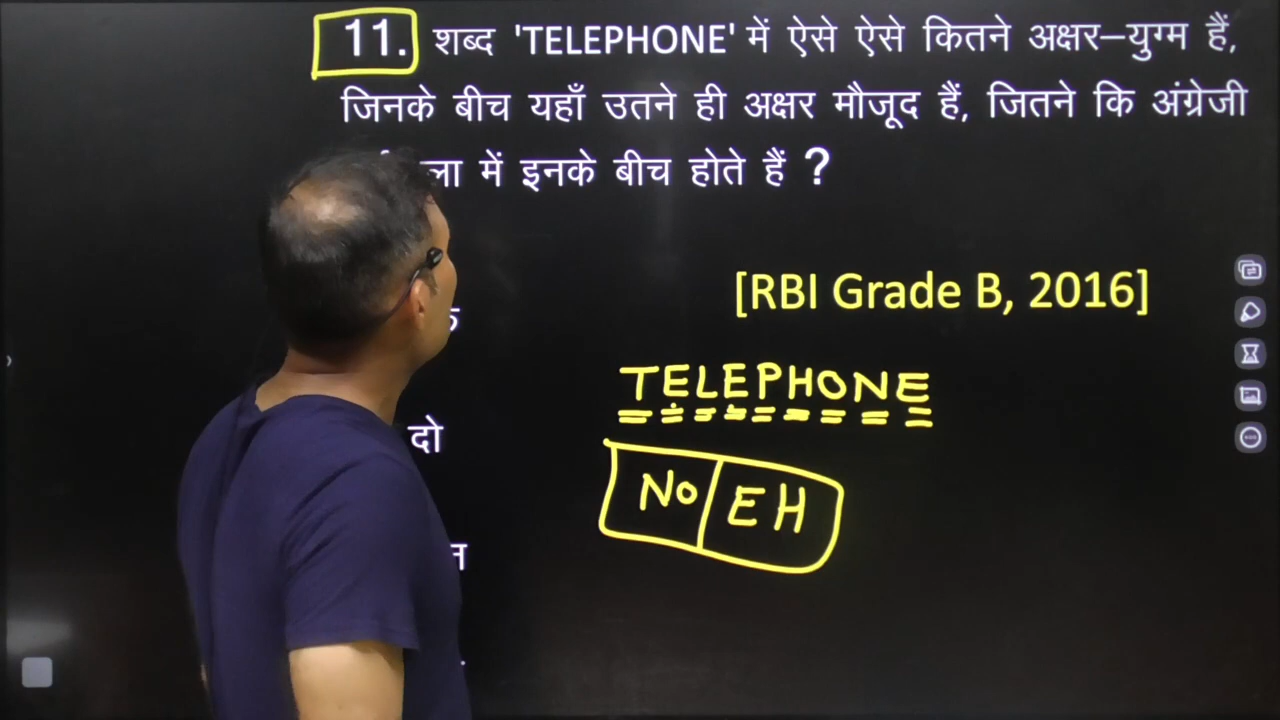 11. शब्द 'TELEPHONE' में ऐसे ऐसे कितने अक्षर–युग्म हैं,
जिनके बीच यहाँ उतने ही अक्षर मौजूद हैं, जितने कि अंग्रेजी
में इनके बीच होते हैं ?
[RBI Grade B, 2016]
TELEPHONE
NO EH
दो